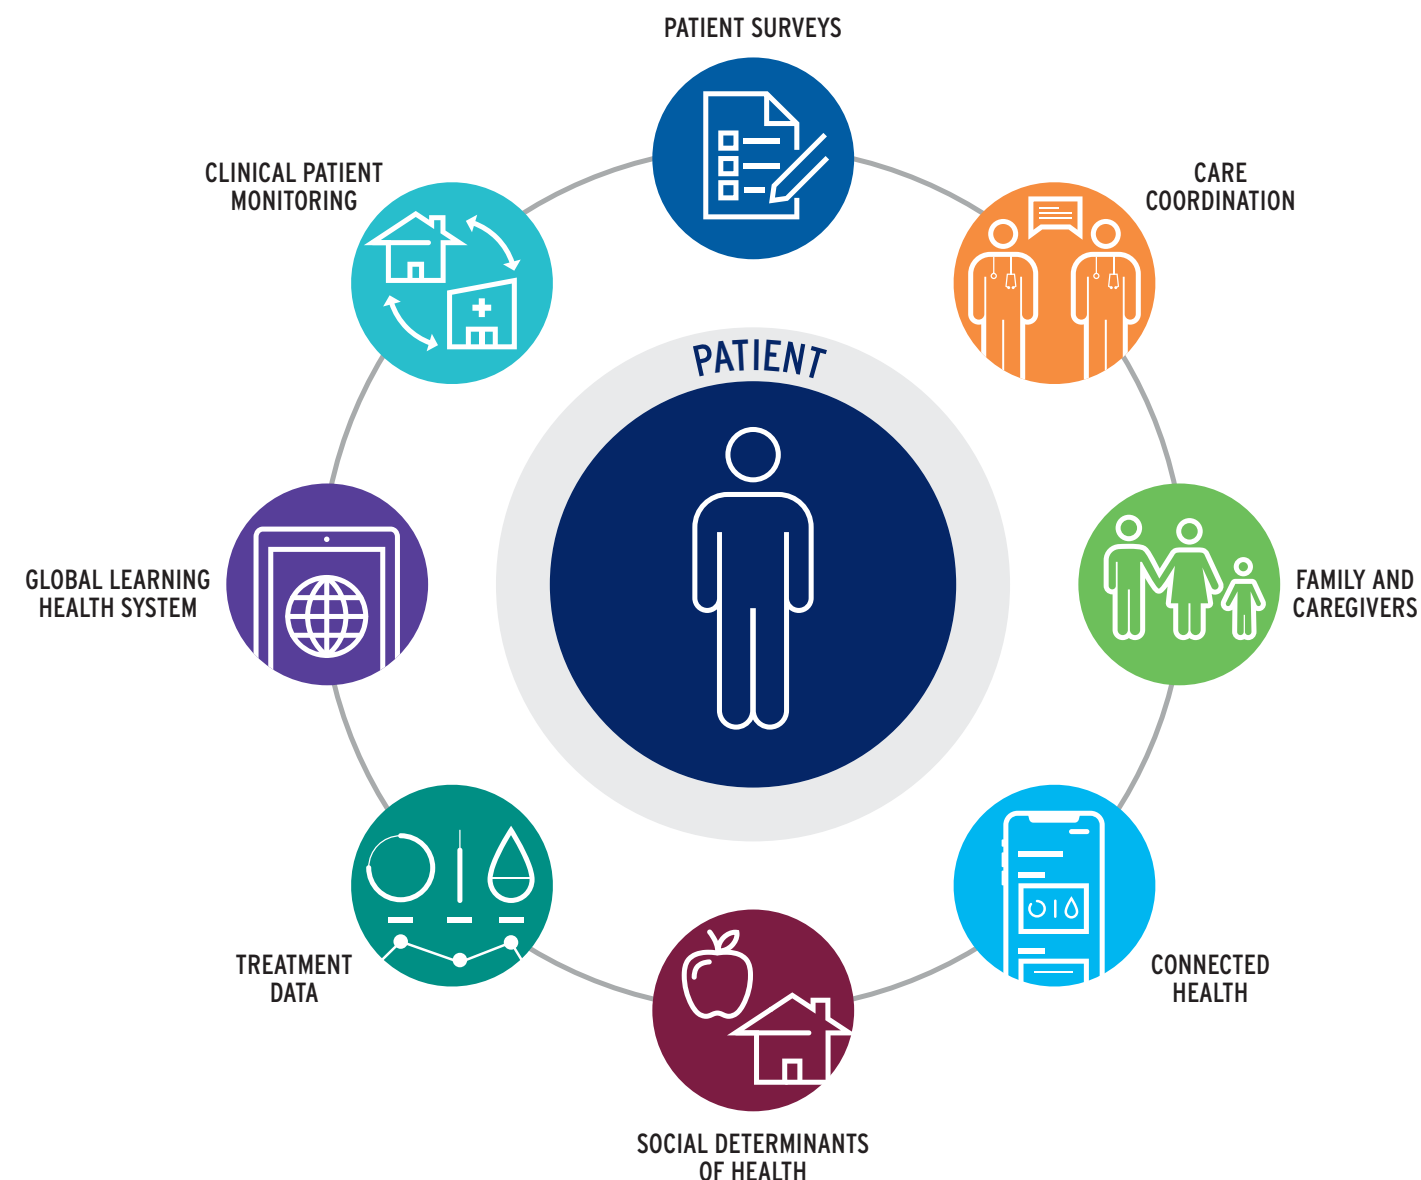 PATIENT SURVEYS
CARE
COORDINATION
FAMILY AND
CAREGIVERS
CONNECTED
HEALTH
SOCIAL DETERMINANTS
OF HEALTH
TREATMENT
DATA
GLOBAL LEARNING
HEALTH SYSTEM
CLINICAL PATIENT
MONITORING
PATIENT